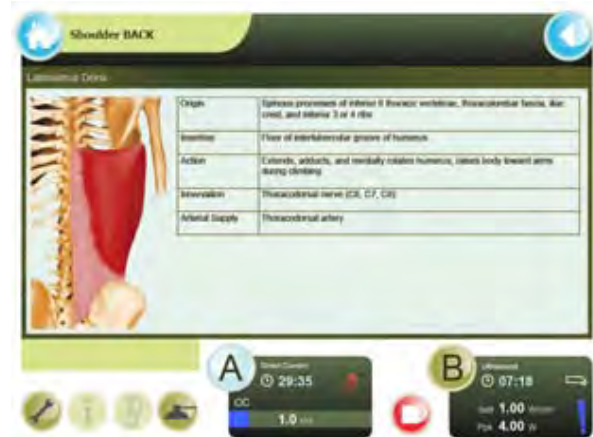 Shoulder BACK
Latissimus Dorsi
Origin
Spinous processes of inferior 6 thoracic vertebrae, thoracolumbar fascia, iliac
crest, and inferior 3 or 4 ribs
Insertion
Floor of intertubercular groove of humerus
Action
Extends, adducts, and medially rotates humerus, raises body toward arms
during climbing
Innervation
Thoracodorsal nerve (C6, C7, C8)
Arterial Supply
Thoracodorsal artery
A
Direct Current
29:35
CC
1.0
B
Ultrasound
07:18
1.00
4.00 W